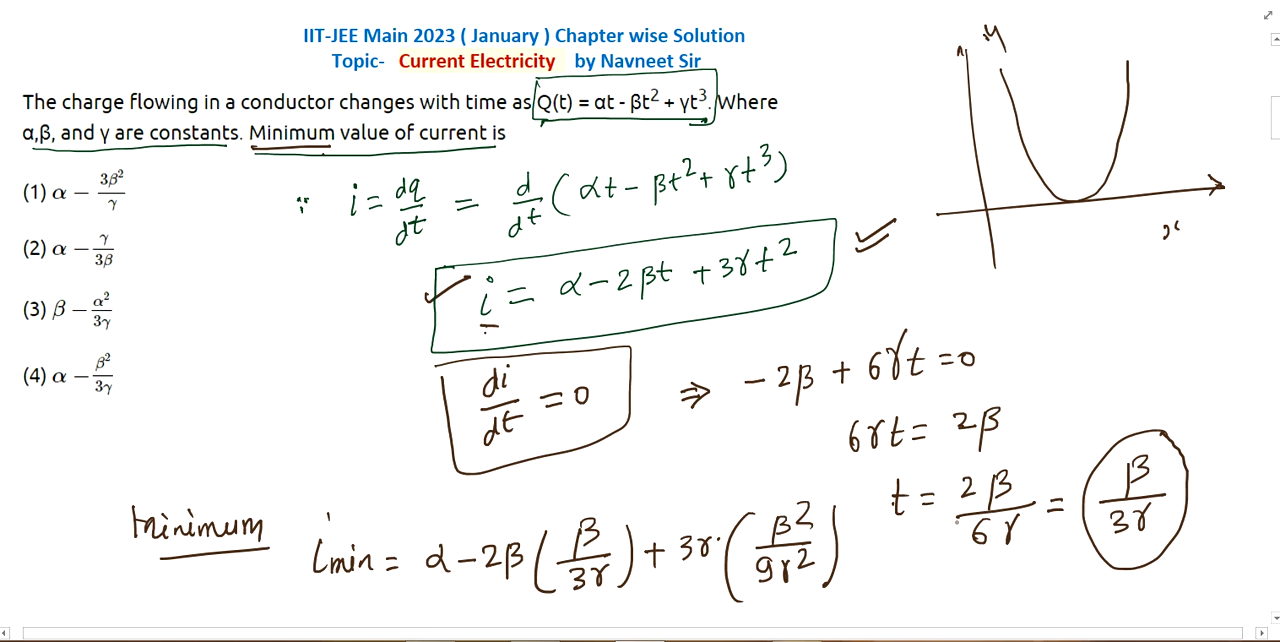 IIT-JEE Main 2023 ( January ) Chapter wise Solution
Topic- Current Electricity by Navneet Sir
The charge flowing in a conductor changes with time as Q(t) = αt - βt² + γt³. Where
α,β, and γ are constants. Minimum value of current is
(1) α − 3β²/γ
(2) α − γ/3β
(3) β − α²/3γ
(4) α − β²/3γ
∵ i = dq/dt = d/dt (αt − βt² + γt³)
i = α − 2βt + 3γt²
di/dt = 0 ⇒ −2β + 6γt = 0
6γt = 2β
t = 2β/6γ = β/3γ
minimum i min = α − 2β (β/3γ) + 3γ (β²/9γ²)
y
x